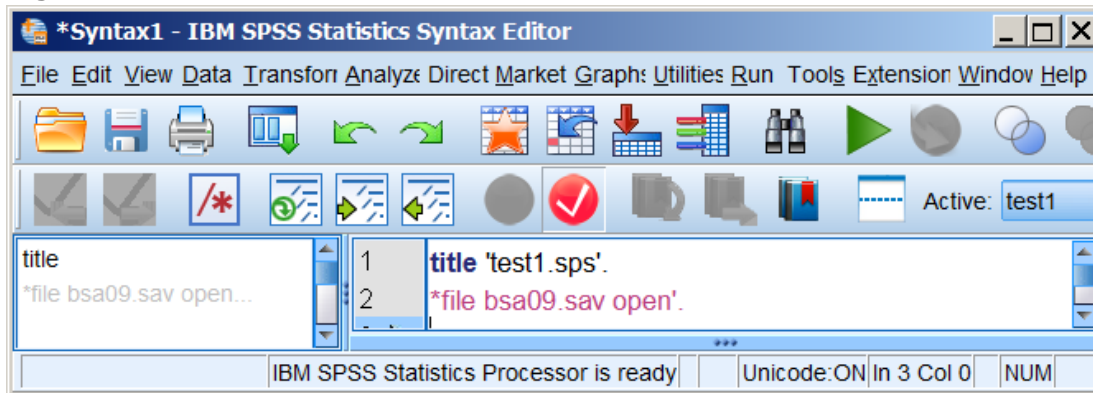 *Syntax1 - IBM SPSS Statistics Syntax Editor
File Edit View Data Transforr Analyze Direct Market Graphs Utilities Run Tools Extension Window Help
/*
Active: test1
title
*file bsa09.sav open...
1 title 'test1.sps'.
2 *file bsa09.sav open'.
IBM SPSS Statistics Processor is ready Unicode:ON In 3 Col 0 NUM